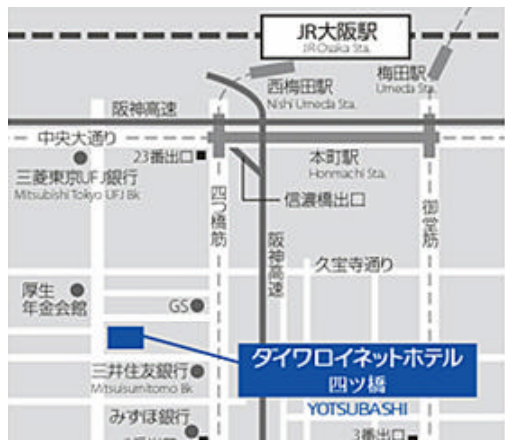 JR大阪駅
JR Osaka Sta.
西梅田駅
Nishi Umeda Sta.
梅田駅
Umeda Sta.
阪神高速
中央大通り
23番出口
本町駅
Honmachi Sta.
三菱東京UFJ銀行
Mitsubishi Tokyo UFJ Bk
信濃橋出口
四つ橋筋
阪神高速
御堂筋
久宝寺通り
厚生
年金会館
GS
ダイワロイネットホテル
四ツ橋
YOTSUBASHI
三井住友銀行
Mitsuisumitomo Bk
みずほ銀行
3番出口